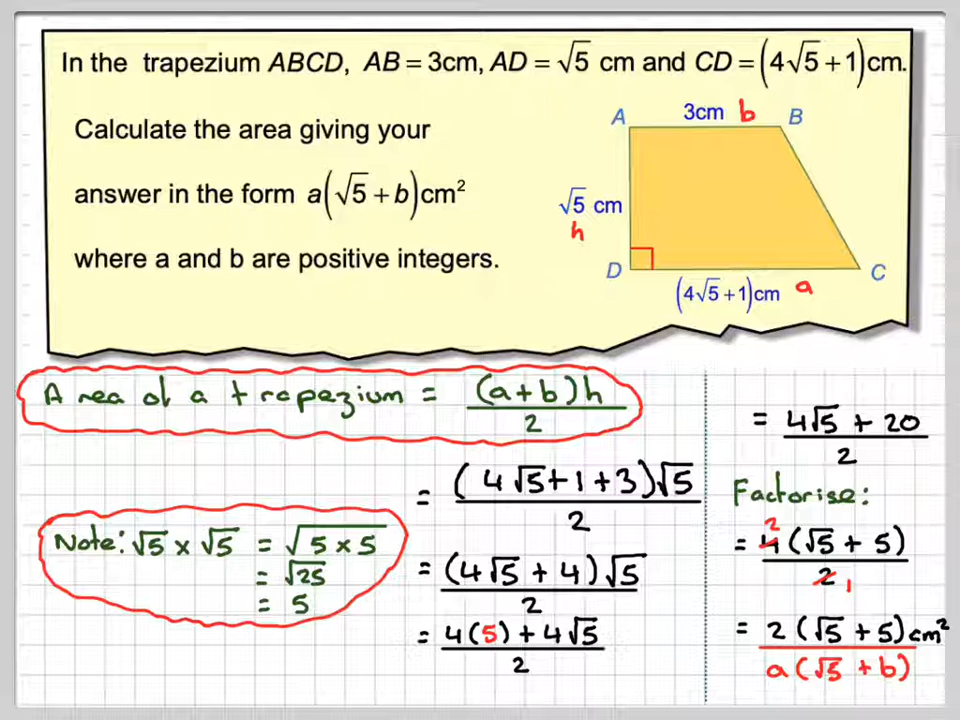 In the trapezium ABCD, AB = 3cm, AD = √5 cm and CD = (4√5 + 1)cm.
Calculate the area giving your
answer in the form a(√5 + b)cm²
where a and b are positive integers.
A 3cm b B
√5 cm
h
D C
(4√5 + 1)cm a
Area of a trapezium = (a+b)h / 2
= (4√5+1+3)√5 / 2
Note: √5 × √5 = √5 × 5
= √25
= 5
= (4√5 + 4)√5 / 2
= 4(5) + 4√5 / 2
= 4√5 + 20 / 2
Factorise:
2
= 4(√5 + 5) / 2 1
= 2(√5 + 5)cm²
a(√5 + b)